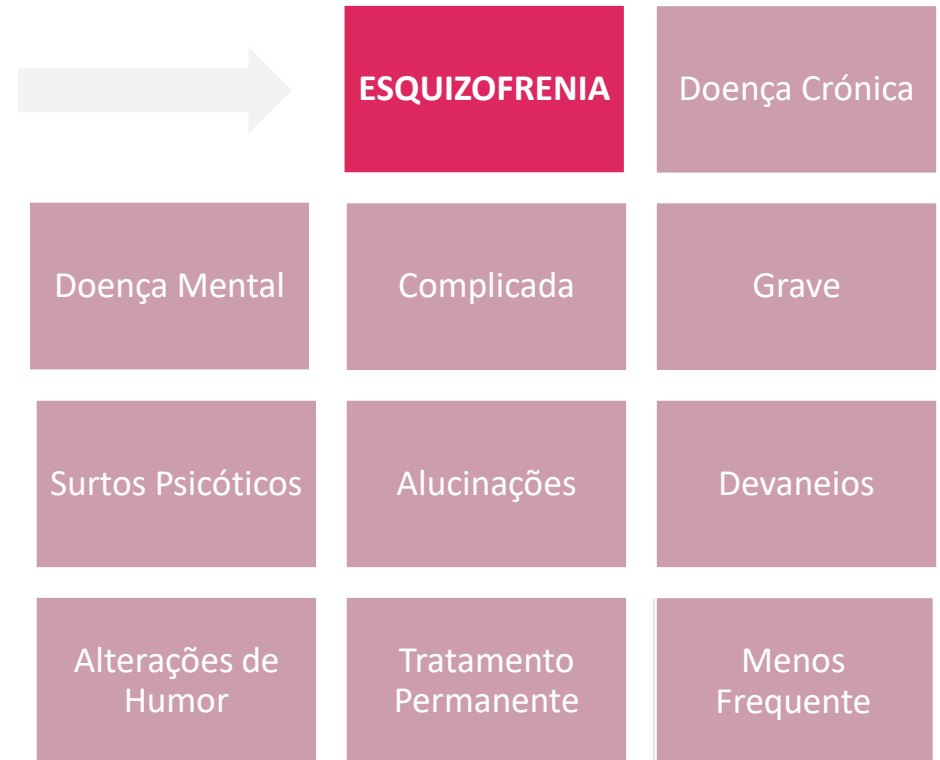 ESQUIZOFRENIA
Doença Crónica
Doença Mental
Complicada
Grave
Surtos Psicóticos
Alucinações
Devaneios
Alterações de
Humor
Tratamento
Permanente
Menos
Frequente